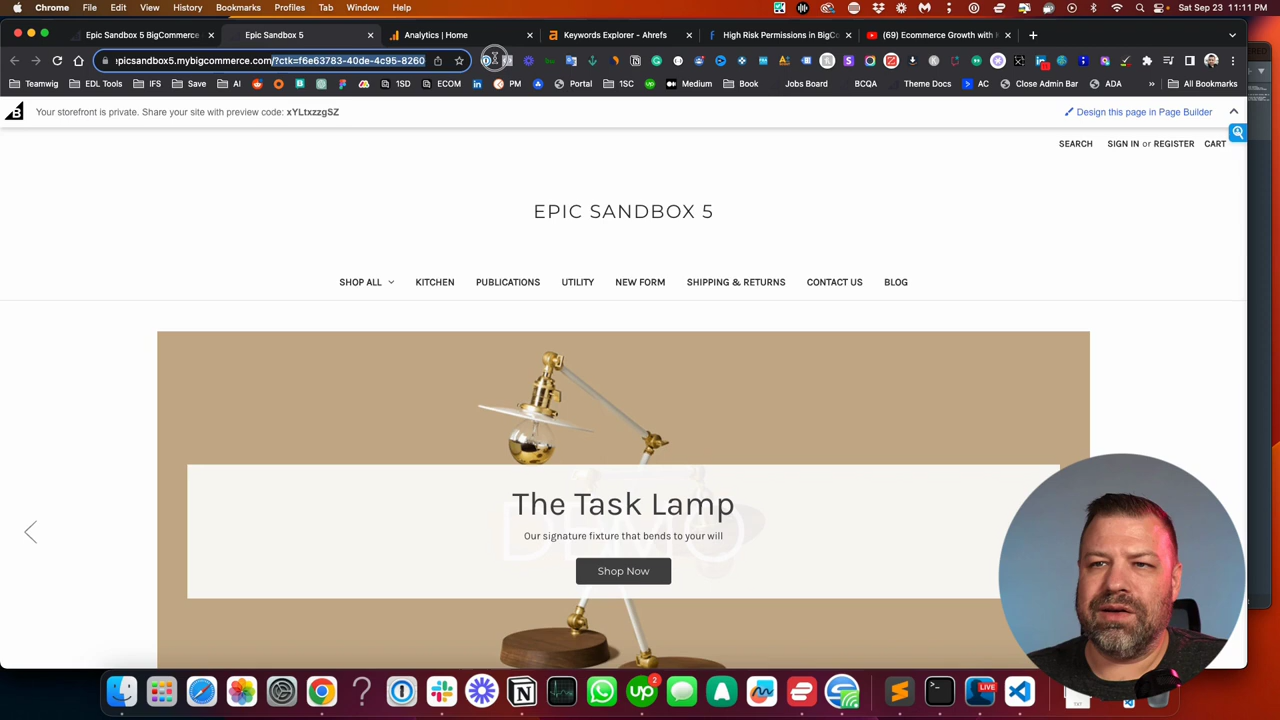 Chrome File Edit View History Bookmarks Profiles Tab Window Help
Sat Sep 23 11:11 PM
Epic Sandbox 5 BigCommerce
Epic Sandbox 5
Analytics | Home
Keywords Explorer - Ahrefs
High Risk Permissions in BigCo
(69) Ecommerce Growth with H
epicsandbox5.mybigcommerce.com/?ctk=f6e63783-40de-4c95-8260
Teamwig IFS EDL Tools Save AI 1SD ECOM PM Portal 1SC Medium Book Jobs Board BCQA Theme Docs AC Close Admin Bar ADA » All Bookmarks
Your storefront is private. Share your site with preview code: xYLtxzzgSZ
Design this page in Page Builder
SEARCH SIGN IN or REGISTER CART
EPIC SANDBOX 5
SHOP ALL KITCHEN PUBLICATIONS UTILITY NEW FORM SHIPPING & RETURNS CONTACT US BLOG
The Task Lamp
DEMO
Our signature fixture that bends to your will
Shop Now
LIVE
2